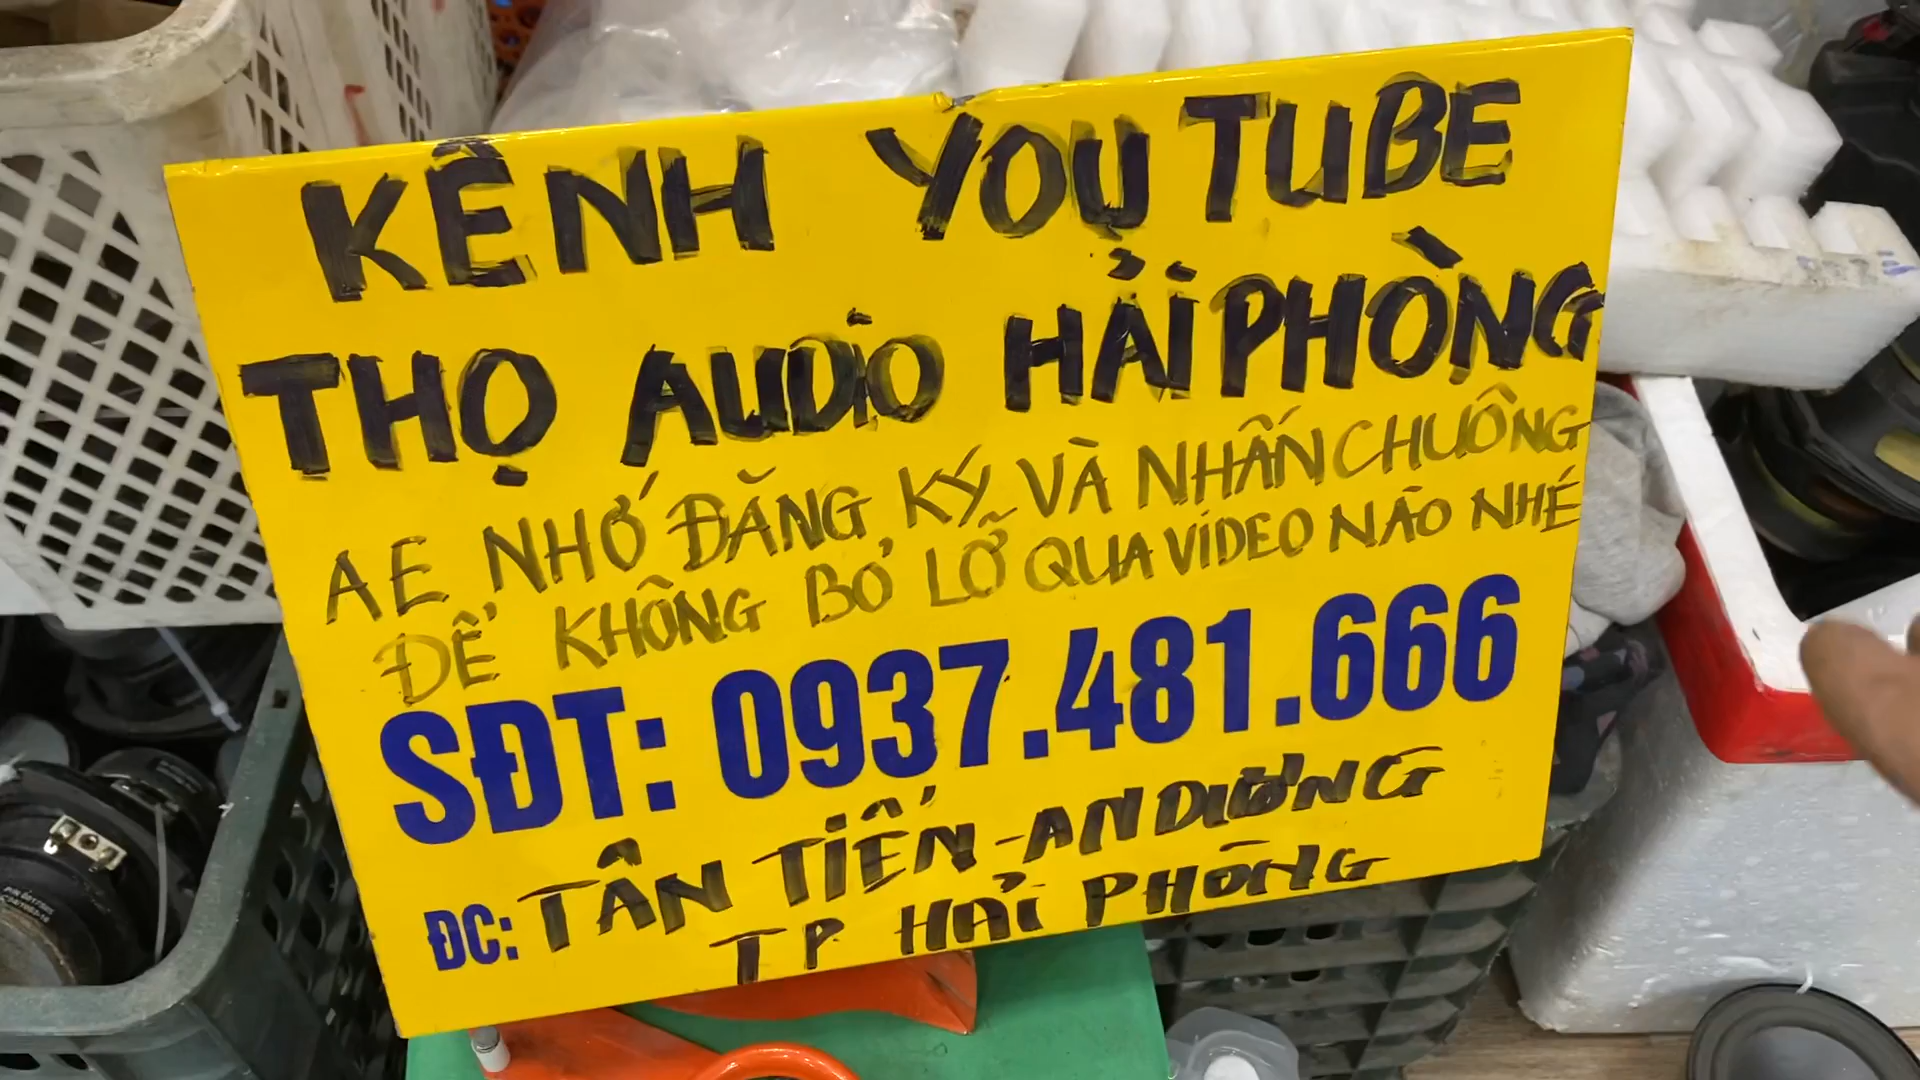 KÊNH YOUTUBE
THỌ AUDIO HẢI PHÒNG
AE NHỚ ĐĂNG KÝ VÀ NHẤN CHUÔNG
ĐỂ KHÔNG BỎ LỠ QUA VIDEO NÀO NHÉ
SĐT: 0937.481.666
ĐC: TÂN TIẾN - AN DƯƠNG
TP HẢI PHÒNG